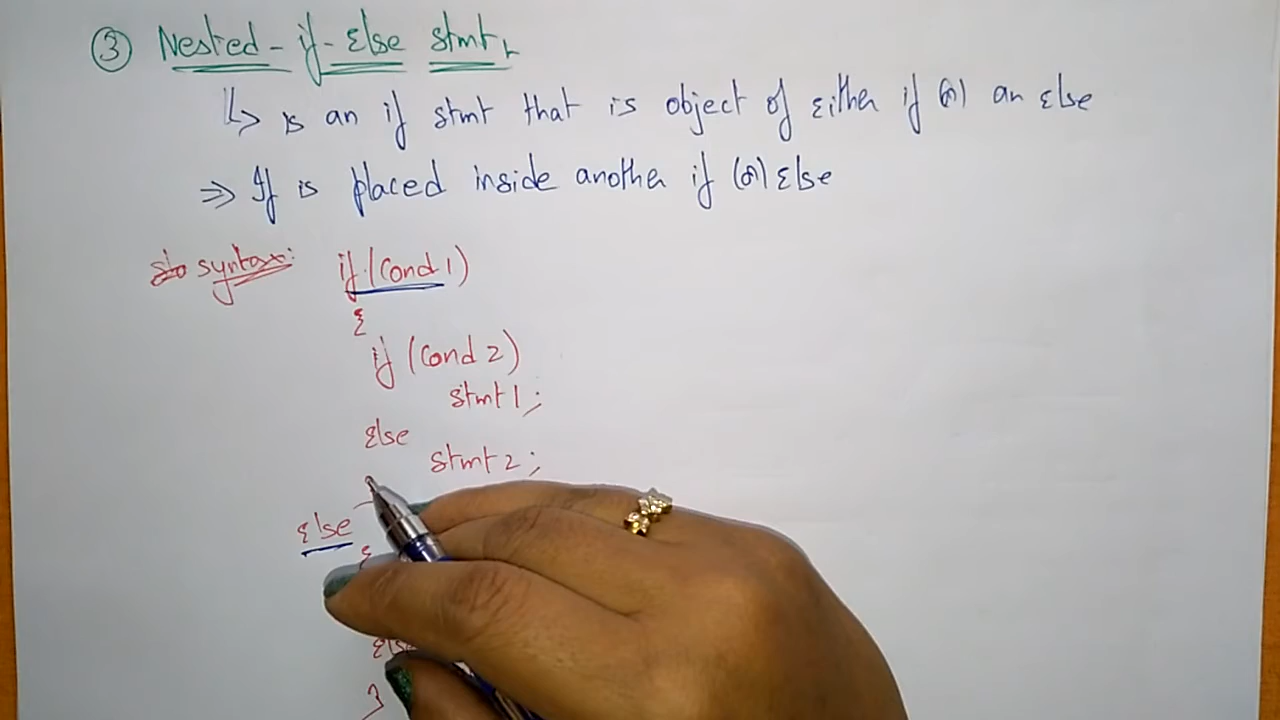 ③ Nested-if-Else Stmt
↳ is an if stmt that is object of Either if (or) an Else
⇒ If is placed inside another if (or) Else
syntax: if (Cond 1)
{
if (Cond 2)
stmt 1;
Else
stmt 2;
}
Else
{
Else
}